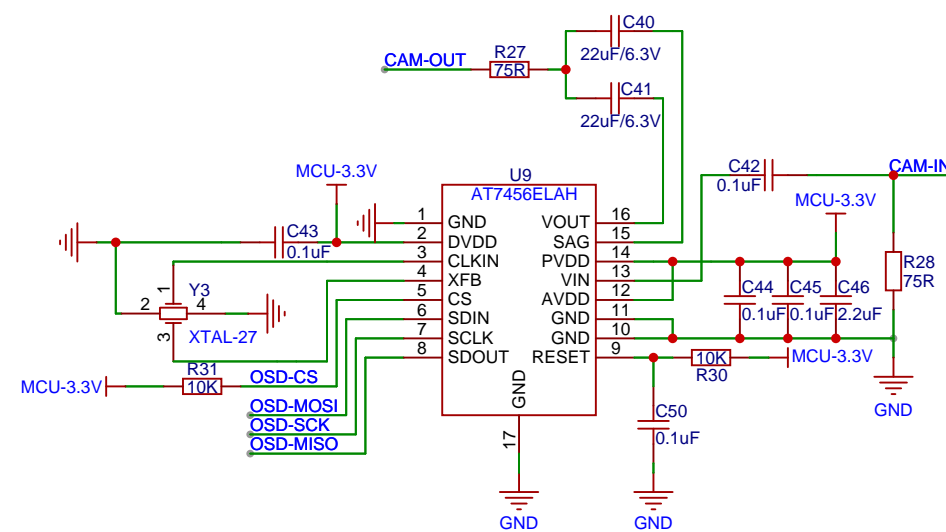 C40
R27
CAM-OUT
75R
22uF/6.3V
C41
22uF/6.3V
MCU-3.3V
U9
AT7456ELAH
C42
0.1uF
CAM-IN
MCU-3.3V
C43
0.1uF
1 GND VOUT 16
2 DVDD SAG 15
3 CLKIN PVDD 14
4 XFB VIN 13
5 CS AVDD 12
6 SDIN GND 11
7 SCLK GND 10
8 SDOUT RESET 9
GND
17
1
2 Y3 4
3 XTAL-27
R31
MCU-3.3V 10K OSD-CS
OSD-MOSI
OSD-SCK
OSD-MISO
C44 C45 C46
0.1uF 0.1uF 2.2uF
R28
75R
10K MCU-3.3V
R30
GND
C50
0.1uF
GND
GND